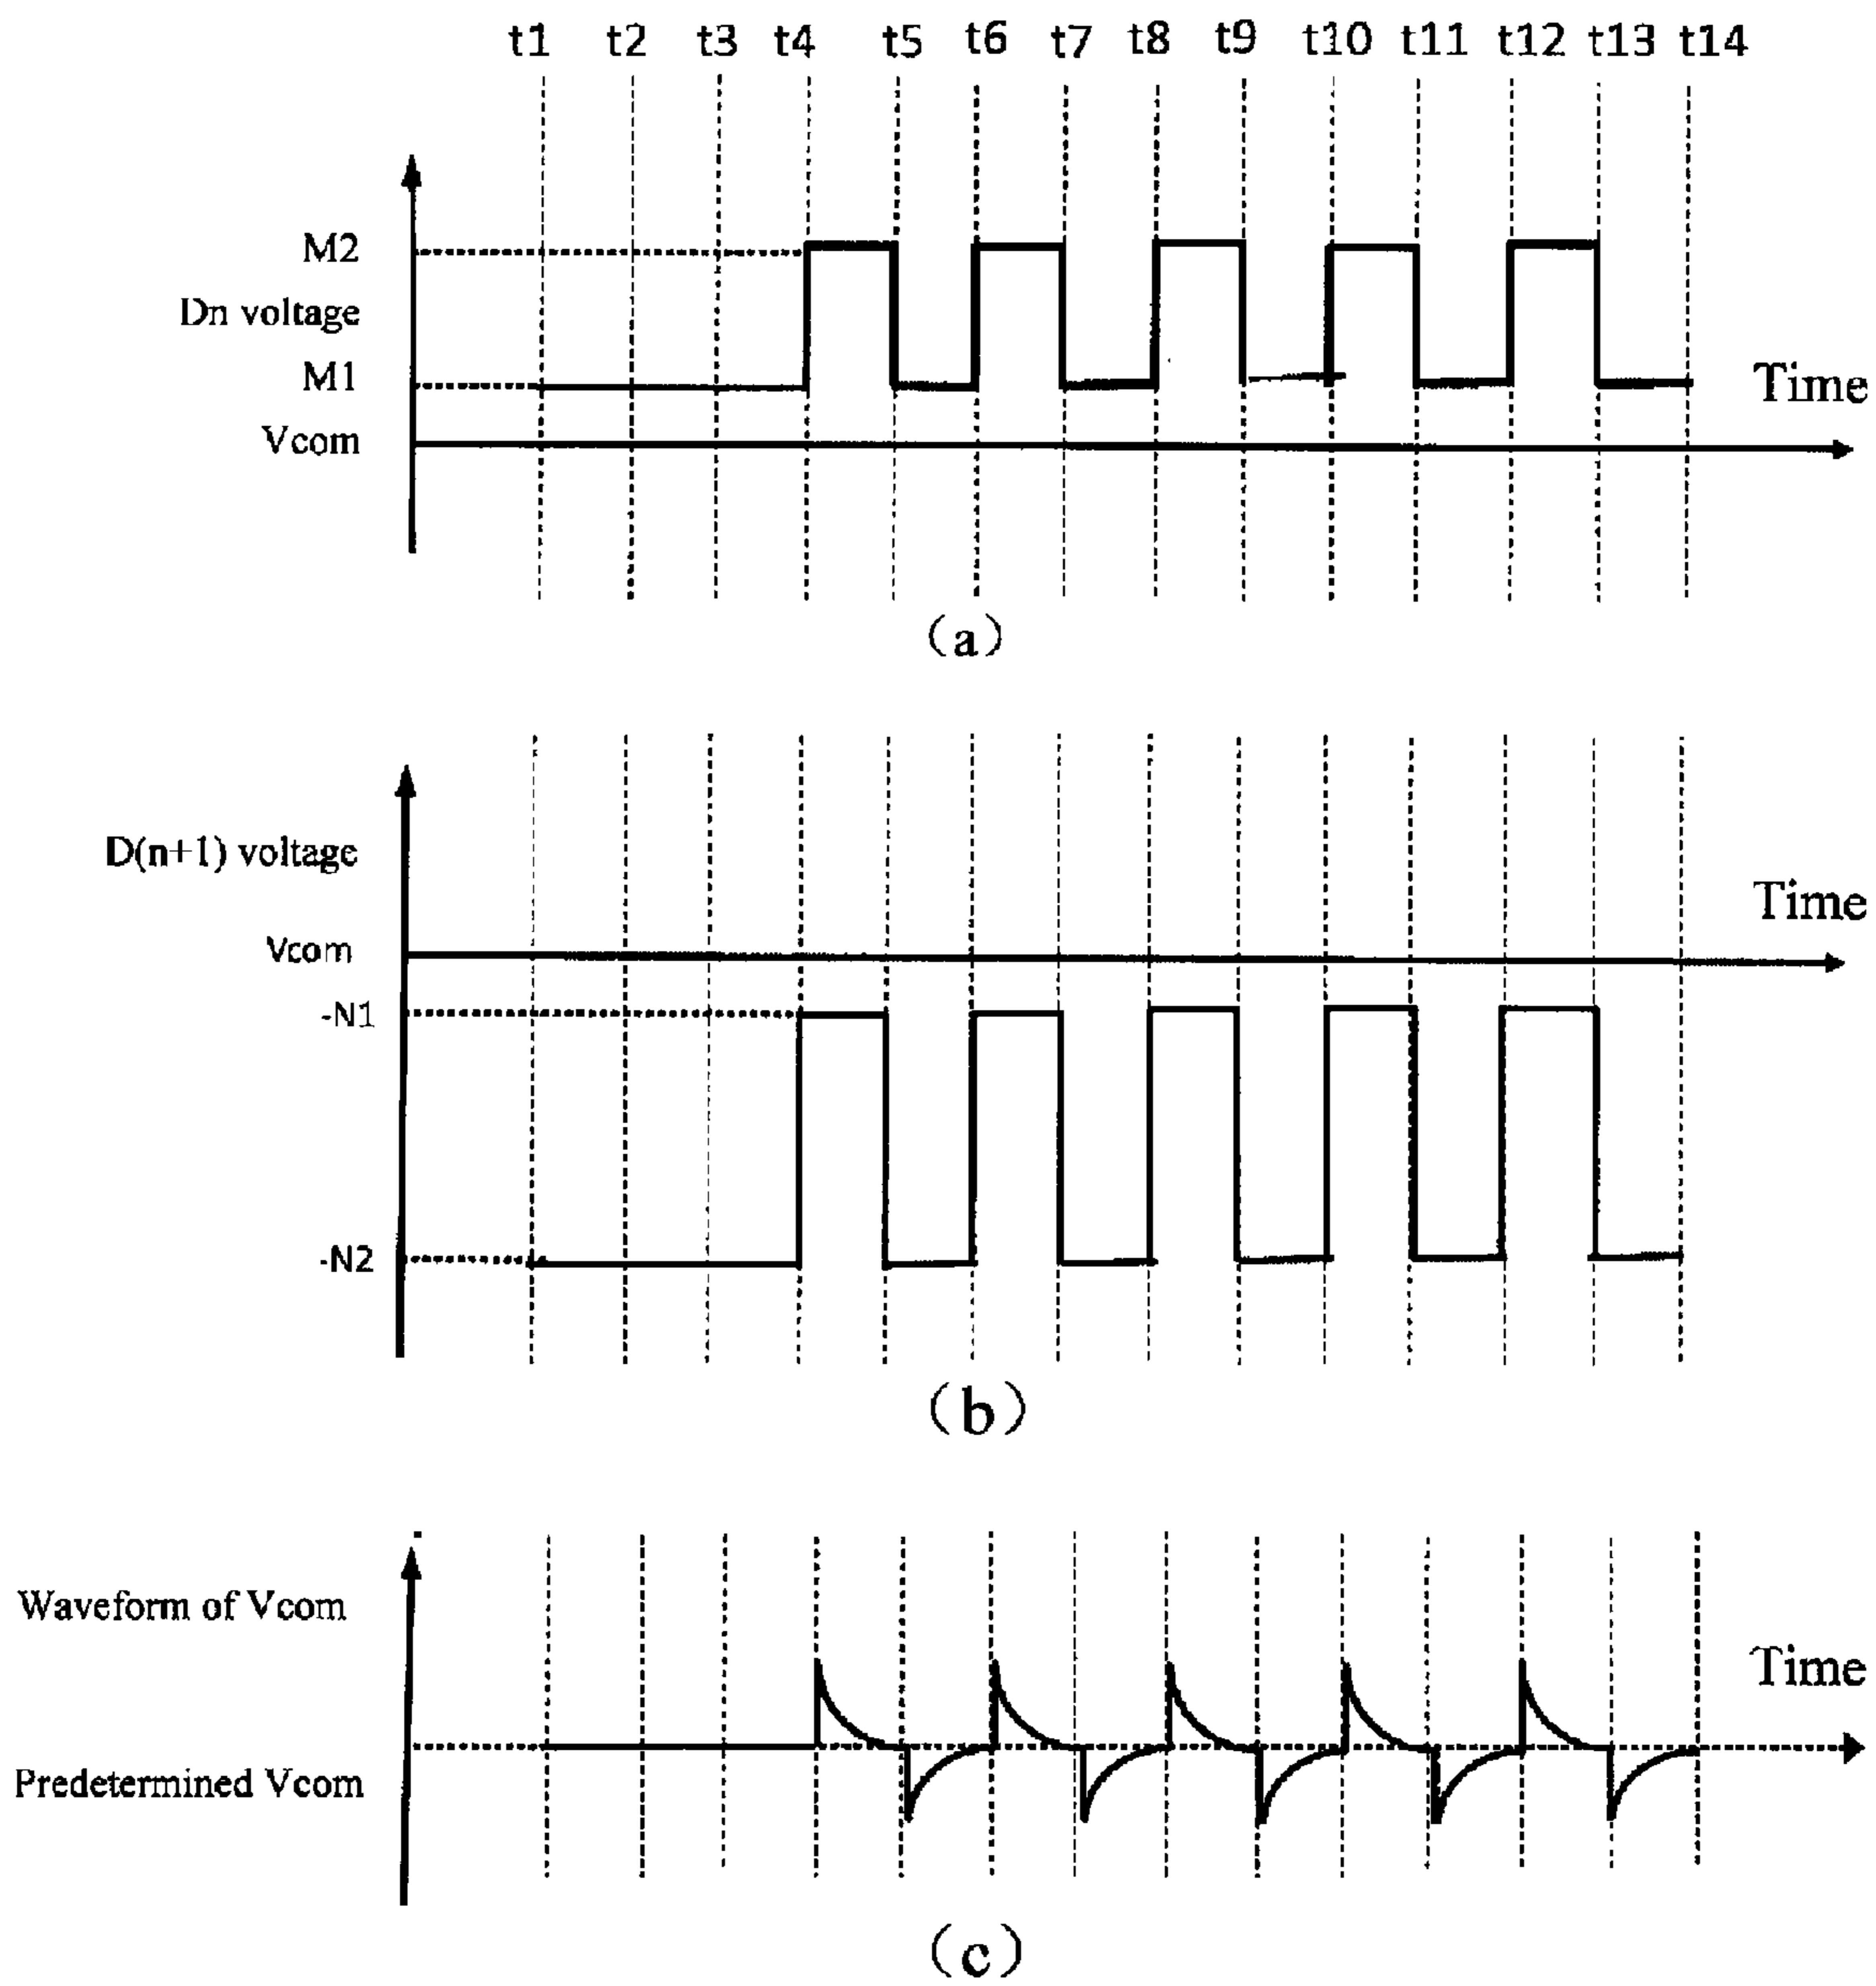 t1 t2 t3 t4 t5 t6 t7 t8 t9 t10 t11 t12 t13 t14
M2
Dn voltage
M1
Time
Vcom
(a)
D(n+1) voltage
Time
Vcom
-N1
-N2
(b)
Waveform of Vcom
Time
Predetermined Vcom
(c)